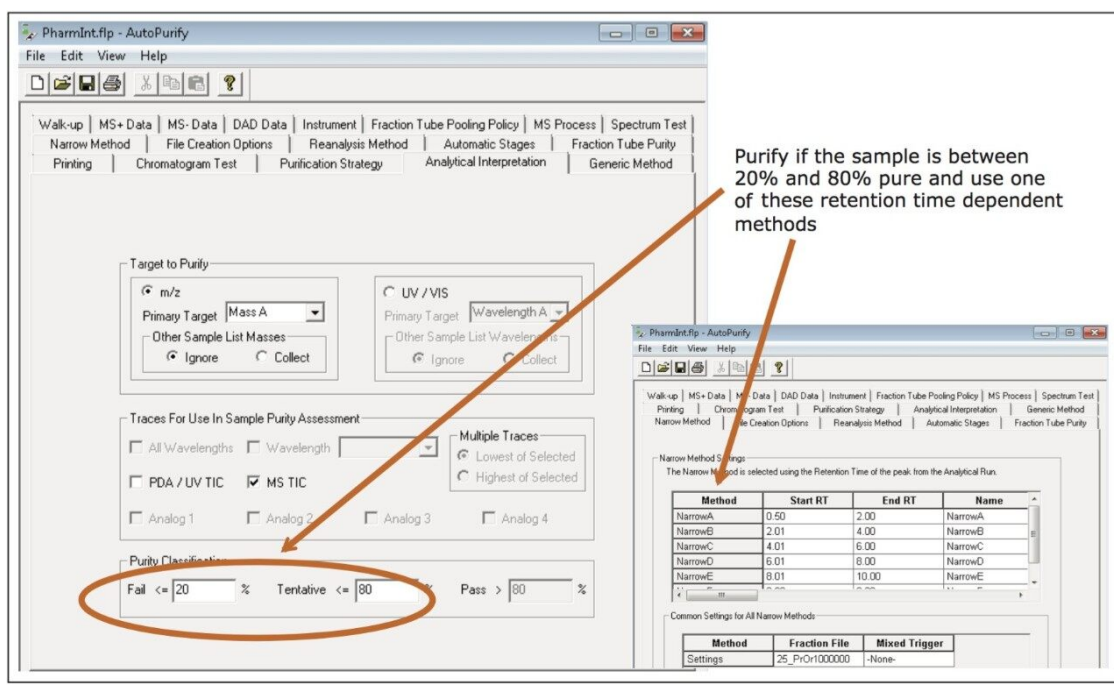 PharmInt.flp - AutoPurify
File Edit View Help
Walk-up MS+ Data MS- Data DAD Data Instrument Fraction Tube Pooling Policy MS Process Spectrum Test
Narrow Method File Creation Options Reanalysis Method Automatic Stages Fraction Tube Purity
Printing Chromatogram Test Purification Strategy Analytical Interpretation Generic Method
Purify if the sample is between
20% and 80% pure and use one
of these retention time dependent
methods
Target to Purify
m/z
Primary Target Mass A
Other Sample List Masses
Ignore Collect
UV / VIS
Primary Target Wavelength A
Other Sample List Wavelengths
Ignore Collect
Traces For Use In Sample Purity Assessment
All Wavelengths Wavelength
PDA / UV TIC MS TIC
Multiple Traces
Lowest of Selected
Highest of Selected
Analog 1 Analog 2 Analog 3 Analog 4
Purity Classification
Fail <= 20 % Tentative <= 80 % Pass > 80 %
PharmInt.flp - AutoPurify
File Edit View Help
Walk-up MS+ Data MS- Data DAD Data Instrument Fraction Tube Pooling Policy MS Process Spectrum Test
Printing Chromatogram Test Purification Strategy Analytical Interpretation Generic Method
Narrow Method File Creation Options Reanalysis Method Automatic Stages Fraction Tube Purity
Narrow Method Settings
The Narrow Method is selected using the Retention Time of the peak from the Analytical Run.
Method Start RT End RT Name
NarrowA 0.50 2.00 NarrowA
NarrowB 2.01 4.00 NarrowB
NarrowC 4.01 6.00 NarrowC
NarrowD 6.01 8.00 NarrowD
NarrowE 8.01 10.00 NarrowE
Common Settings for All Narrow Methods
Method Fraction File Mixed Trigger
Settings 25_PrOr1000000 -None-